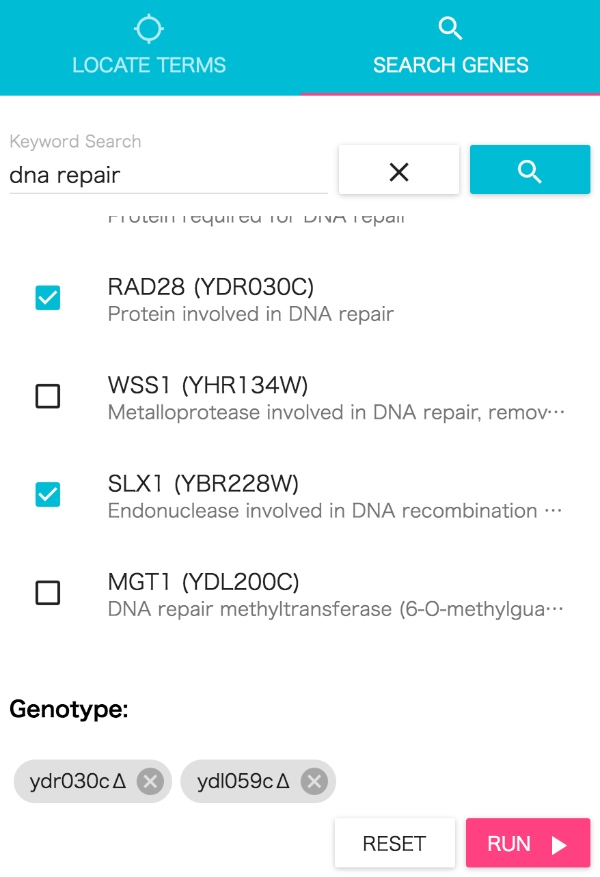 LOCATE TERMS
SEARCH GENES
Keyword Search
dna repair
Protein required for DNA repair
RAD28 (YDR030C)
Protein involved in DNA repair
WSS1 (YHR134W)
Metalloprotease involved in DNA repair, remov⋯
SLX1 (YBR228W)
Endonuclease involved in DNA recombination ⋯
MGT1 (YDL200C)
DNA repair methyltransferase (6-O-methylgua⋯
Genotype:
ydr030cΔ
ydl059cΔ
RESET
RUN